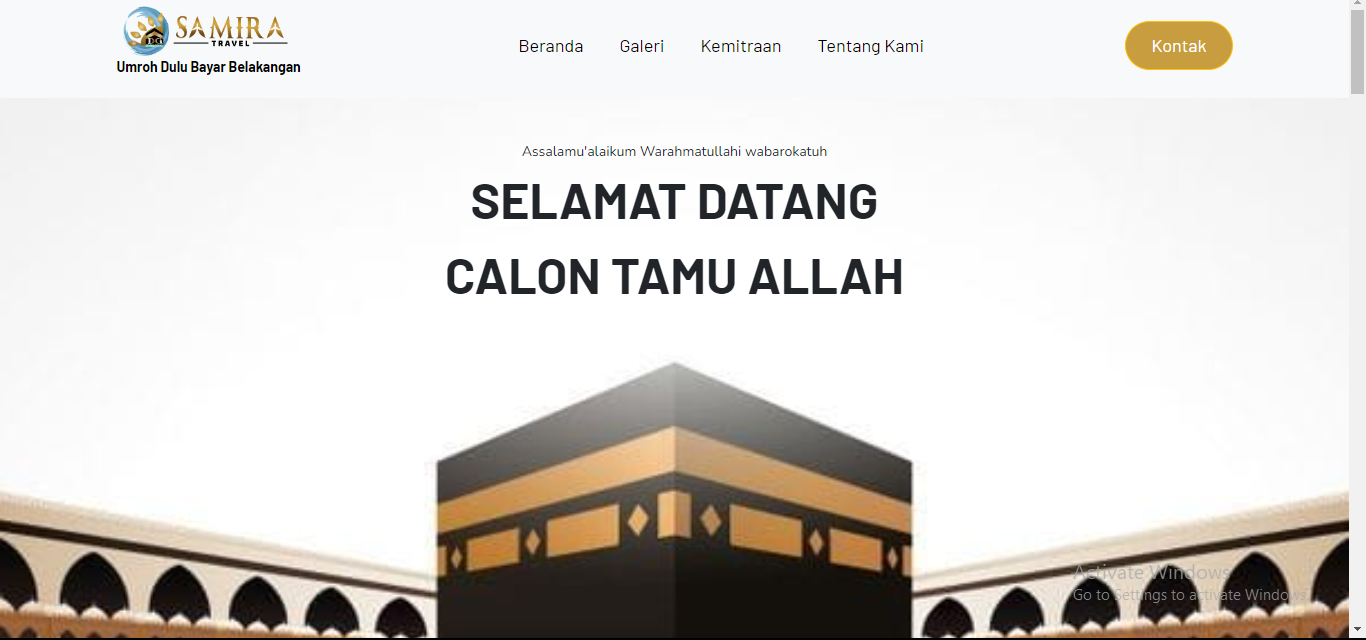 SAMIRA
TRAVEL
Umroh Dulu Bayar Belakangan
Beranda
Galeri
Kemitraan
Tentang Kami
Kontak
Assalamu'alaikum Warahmatullahi wabarokatuh
SELAMAT DATANG
CALON TAMU ALLAH
Activate Windows
Go to Settings to activate Windows.